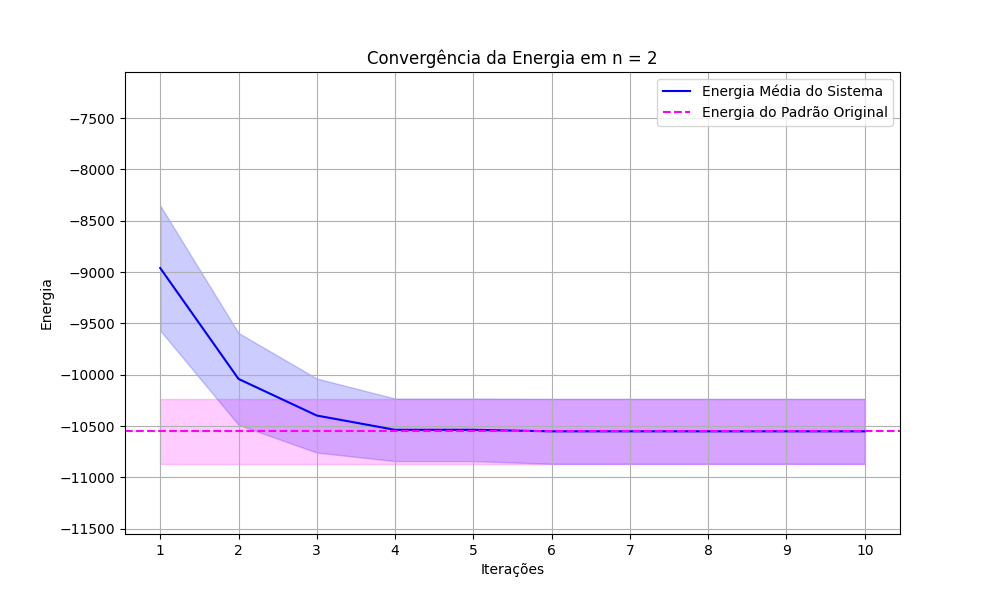 Convergência da Energia em n = 2
Energia Média do Sistema
Energia do Padrão Original
−7500
−8000
−8500
−9000
−9500
−10000
−10500
−11000
−11500
Energia
1 2 3 4 5 6 7 8 9 10
Iterações